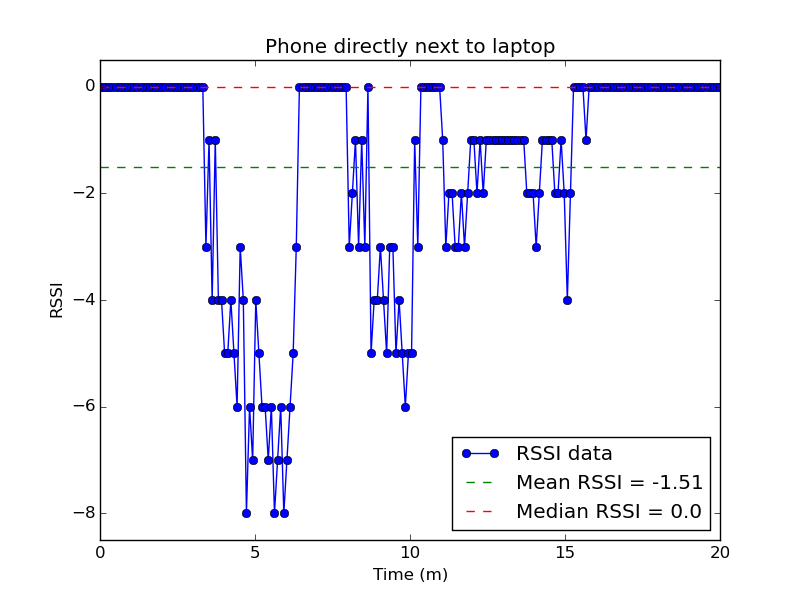 Phone directly next to laptop
0
−2
−4
−6
−8
RSSI
RSSI data
Mean RSSI = -1.51
Median RSSI = 0.0
0
5
10
15
20
Time (m)